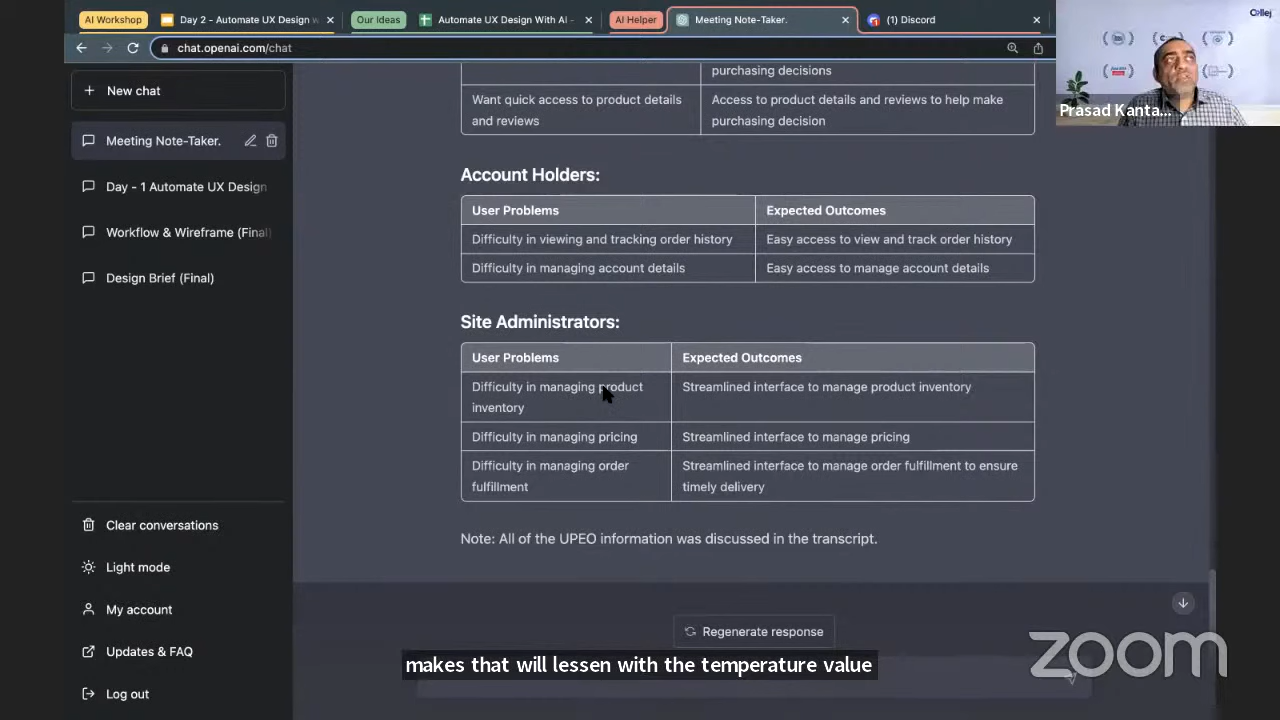 AI Workshop
Day 2 - Automate UX Design w
Our Ideas
Automate UX Design With Ai -
AI Helper
Meeting Note-Taker.
(1) Discord
chat.openai.com/chat
New chat
Meeting Note-Taker.
Day - 1 Automate UX Design
Workflow & Wireframe (Final)
Design Brief (Final)
Clear conversations
Light mode
My account
Updates & FAQ
Log out
purchasing decisions
Want quick access to product details
and reviews
Access to product details and reviews to help make
purchasing decision
Account Holders:
User Problems
Expected Outcomes
Difficulty in viewing and tracking order history
Easy access to view and track order history
Difficulty in managing account details
Easy access to manage account details
Site Administrators:
User Problems
Expected Outcomes
Difficulty in managing product
inventory
Streamlined interface to manage product inventory
Difficulty in managing pricing
Streamlined interface to manage pricing
Difficulty in managing order
fulfillment
Streamlined interface to manage order fulfillment to ensure
timely delivery
Note: All of the UPEO information was discussed in the transcript.
Regenerate response
makes that will lessen with the temperature value
Prasad Kanta...
zoom